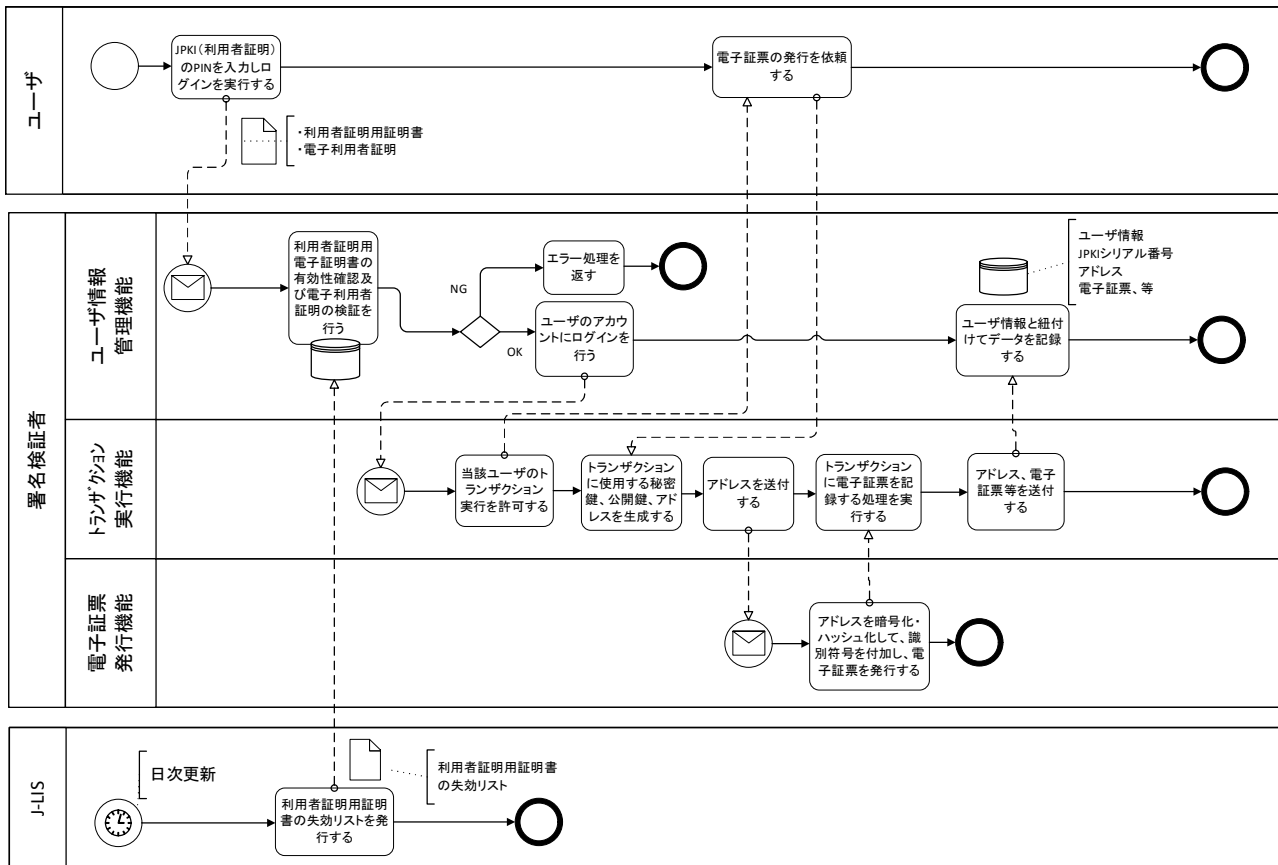 ユーザ
JPKI（利用者証明）
のPINを入力しロ
グインを実行する
電子証票の発行を依頼
する
・利用者証明用証明書
・電子利用者証明
署名検証者
ユーザ情報
管理機能
利用者証明用
電子証明書の
有効性確認及
び電子利用者
証明の検証を
行う
NG
OK
エラー処理を
返す
ユーザのアカウ
ントにログインを
行う
ユーザ情報
JPKIシリアル番号
アドレス
電子証票、等
ユーザ情報と紐付
けてデータを記録
する
トランザクション
実行機能
当該ユーザのト
ランザクション
実行を許可する
トランザクション
に使用する秘密
鍵、公開鍵、アド
レスを生成する
アドレスを送付
する
トランザクション
に電子証票を記
録する処理を実
行する
アドレス、電子
証票等を送付
する
電子証票
発行機能
アドレスを暗号化・
ハッシュ化して、識
別符号を付加し、電
子証票を発行する
J-LIS
日次更新
利用者証明用証明
書の失効リストを発
行する
利用者証明用証明書
の失効リスト